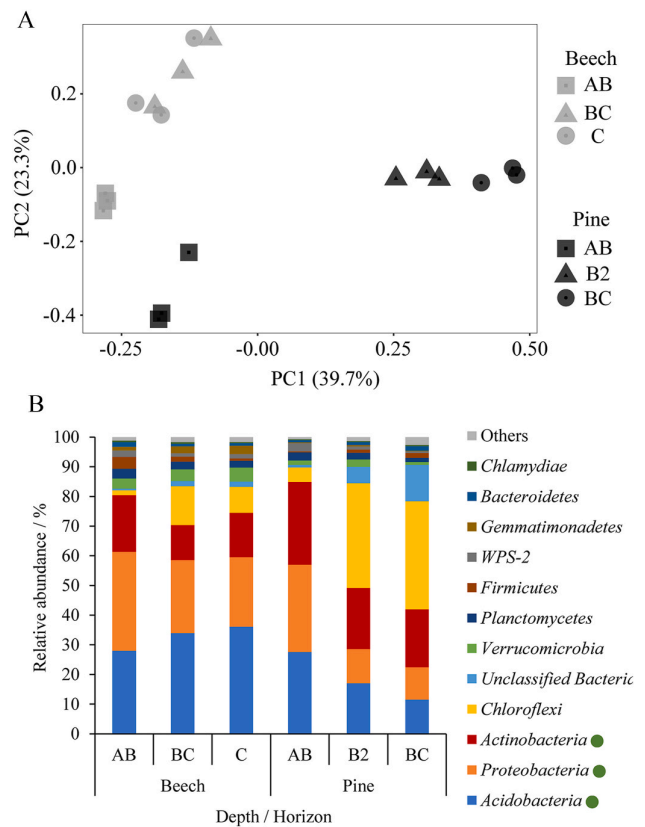 A
0.2
0.0
-0.2
-0.4
PC2 (23.3%)
-0.25
-0.00
0.25
0.50
PC1 (39.7%)
Beech
AB
BC
C
Pine
AB
B2
BC
B
100
90
80
70
60
50
40
30
20
10
0
Relative abundance / %
AB
BC
C
AB
B2
BC
Beech
Pine
Depth / Horizon
Others
Chlamydiae
Bacteroidetes
Gemmatimonadetes
WPS-2
Firmicutes
Planctomycetes
Verrucomicrobia
Unclassified Bacteria
Chloroflexi
Actinobacteria
Proteobacteria
Acidobacteria